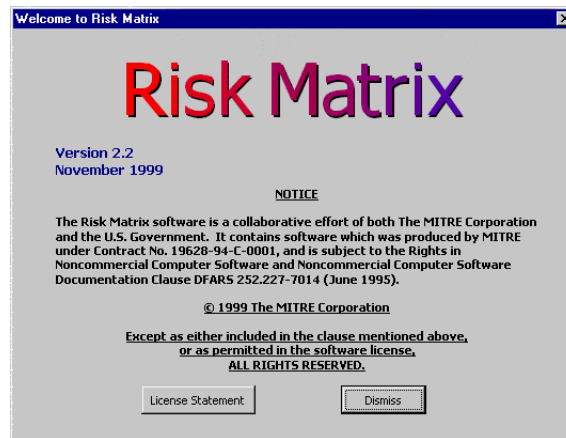 Welcome to Risk Matrix
Risk Matrix
Version 2.2
November 1999
NOTICE
The Risk Matrix software is a collaborative effort of both The MITRE Corporation
and the U.S. Government. It contains software which was produced by MITRE
under Contract No. 19628-94-C-0001, and is subject to the Rights in
Noncommercial Computer Software and Noncommercial Computer Software
Documentation Clause DFARS 252.227-7014 (June 1995).
© 1999 The MITRE Corporation
Except as either included in the clause mentioned above,
or as permitted in the software license,
ALL RIGHTS RESERVED.
License Statement Dismiss